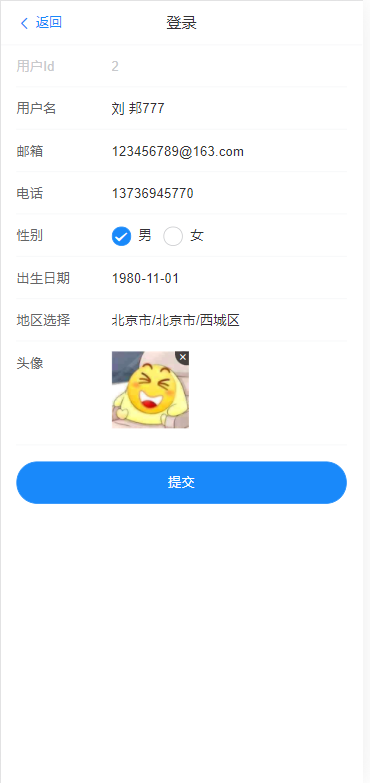 返回 登录
用户Id 2
用户名 刘 邦777
邮箱 123456789@163.com
电话 13736945770
性别 男 女
出生日期 1980-11-01
地区选择 北京市/北京市/西城区
头像
提交